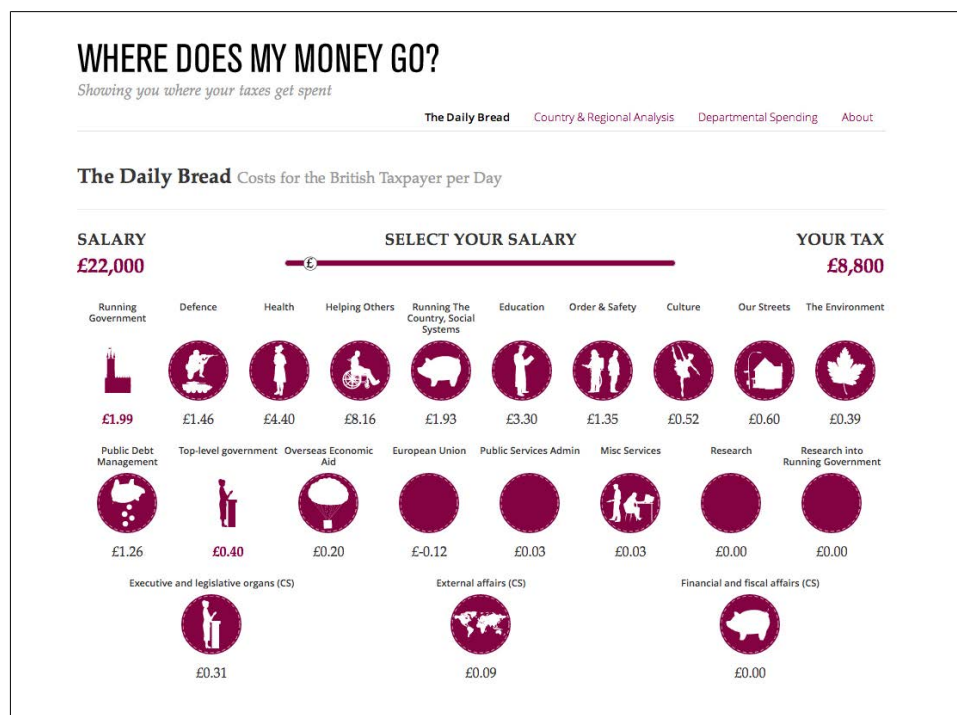 WHERE DOES MY MONEY GO?
Showing you where your taxes get spent
The Daily Bread Country & Regional Analysis Departmental Spending About
The Daily Bread Costs for the British Taxpayer per Day
SALARY SELECT YOUR SALARY YOUR TAX
£22,000 £ £8,800
Running Defence Health Helping Others Running The Education Order & Safety Culture Our Streets The Environment
Government Country, Social
Systems
£1.99 £1.46 £4.40 £8.16 £1.93 £3.30 £1.35 £0.52 £0.60 £0.39
Public Debt Top-level government Overseas Economic European Union Public Services Admin Misc Services Research Research into
Management Aid Running Government
£1.26 £0.40 £0.20 £-0.12 £0.03 £0.03 £0.00 £0.00
Executive and legislative organs (CS) External affairs (CS) Financial and fiscal affairs (CS)
£0.31 £0.09 £0.00